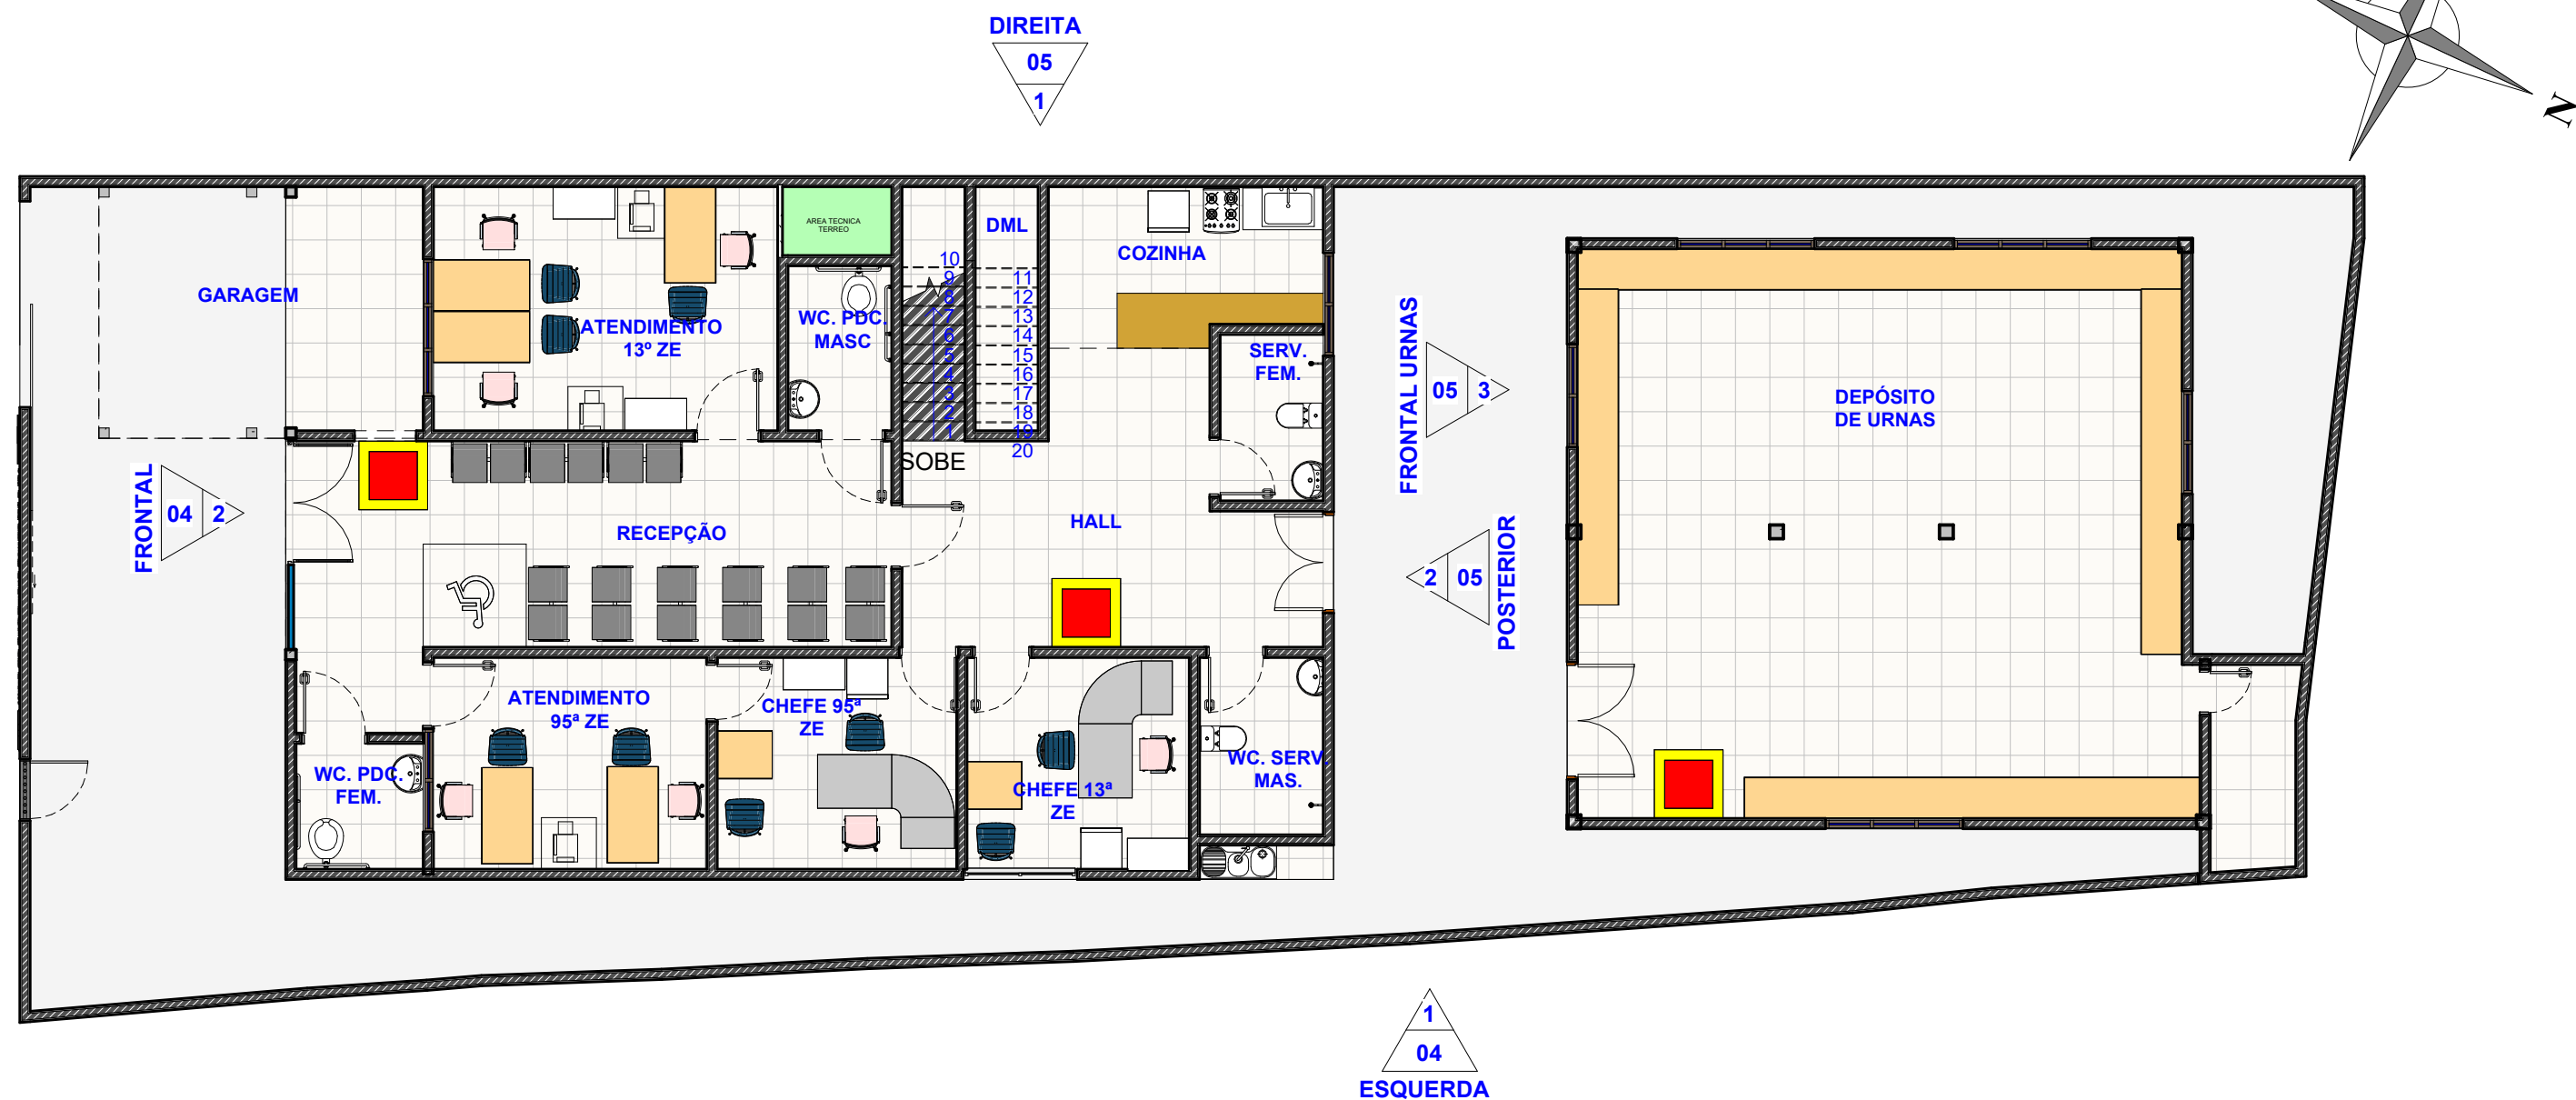 DIREITA
05
1
N
AREA TECNICA
TERREO
DML
COZINHA
GARAGEM
ATENDIMENTO
13º ZE
WC. PDC.
MASC
10
9
8
7
6
5
4
3
2
1
11
12
13
14
15
16
17
18
19
20
SOBE
SERV.
FEM.
FRONTAL URNAS
05
3
DEPÓSITO
DE URNAS
FRONTAL
04
2
RECEPÇÃO
HALL
2
05
POSTERIOR
ATENDIMENTO
95ª ZE
CHEFE 95ª
ZE
WC. PDC.
FEM.
CHEFE 13ª
ZE
WC. SERV
MAS.
1
04
ESQUERDA